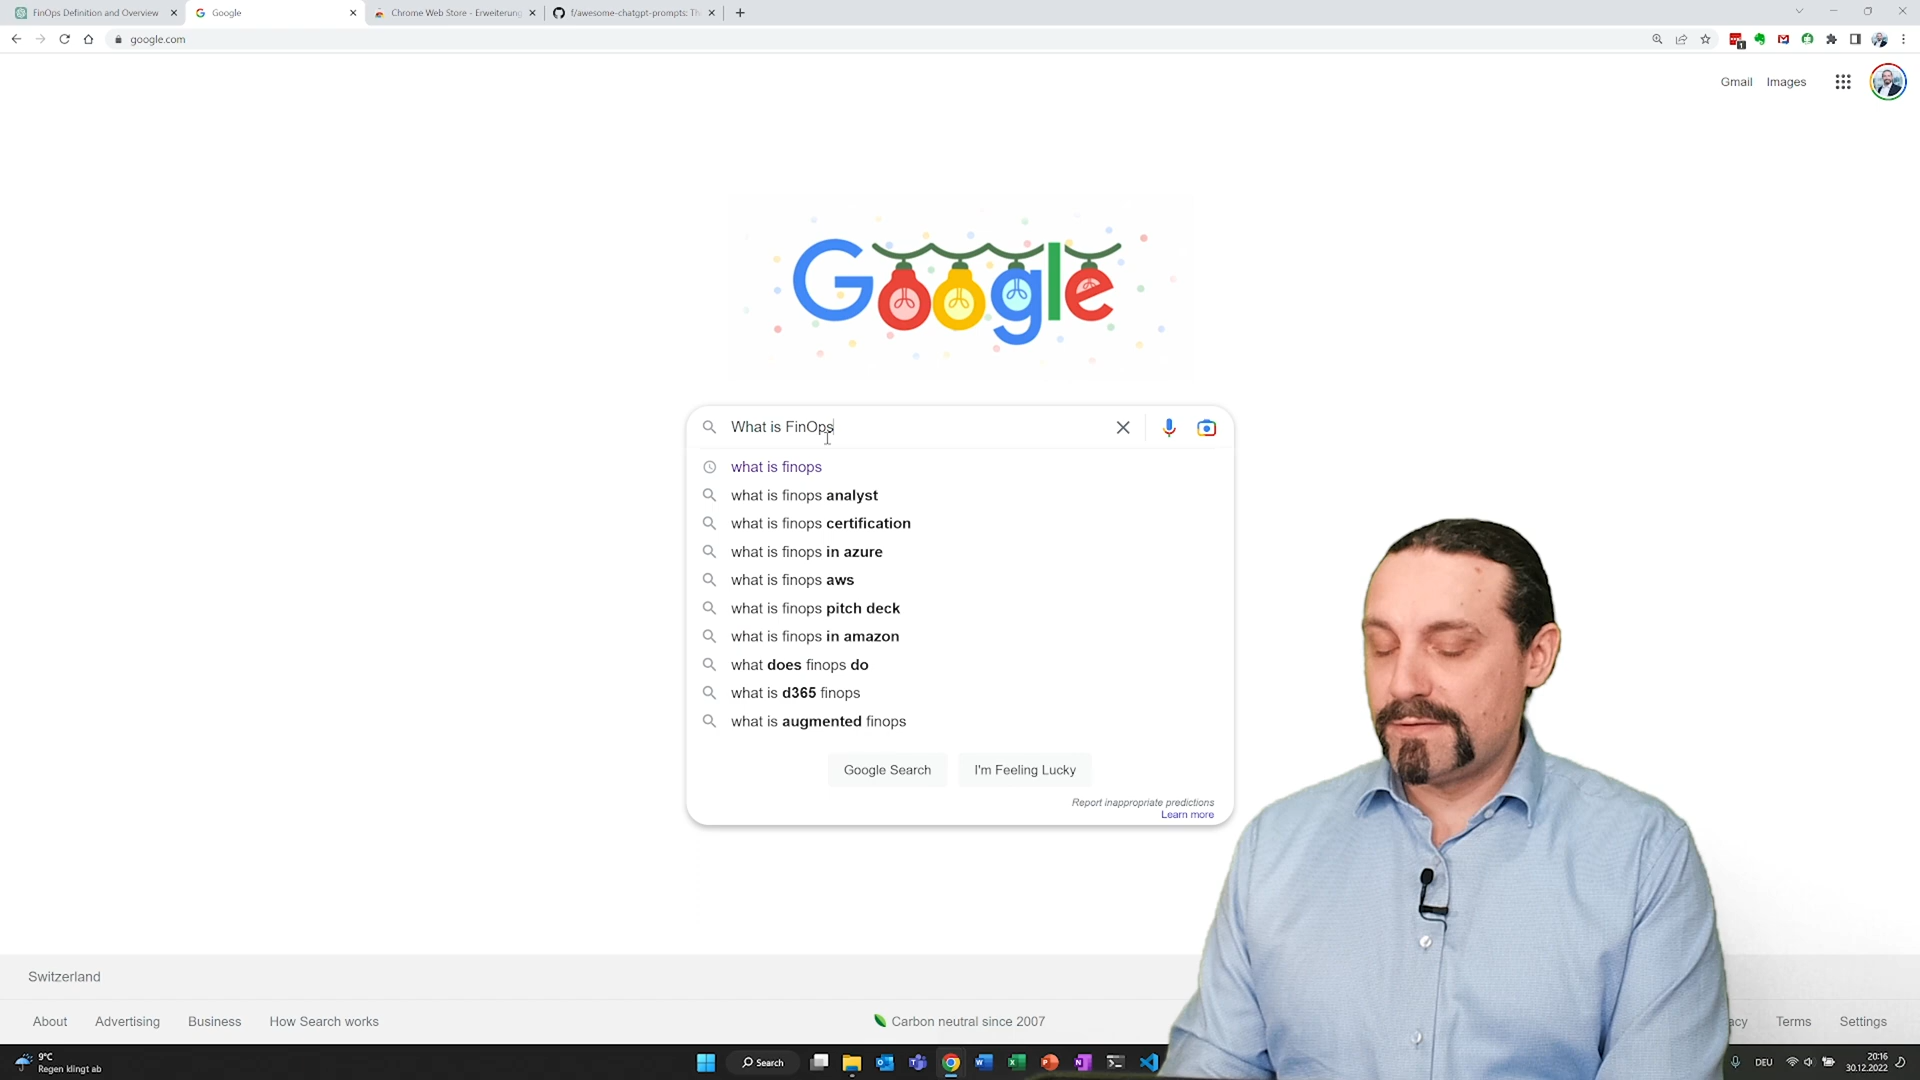 FinOps Definition and Overview
Google
Chrome Web Store - Erweiterung
f/awesome-chatgpt-prompts: Th
google.com
1
Gmail
Images
Google
What is FinOps
what is finops
what is finops analyst
what is finops certification
what is finops in azure
what is finops aws
what is finops pitch deck
what is finops in amazon
what does finops do
what is d365 finops
what is augmented finops
Google Search
I'm Feeling Lucky
Report inappropriate predictions
Learn more
Switzerland
About
Advertising
Business
How Search works
Carbon neutral since 2007
acy
Terms
Settings
9°C
Regen klingt ab
Search
DEU
20:16
30.12.2022